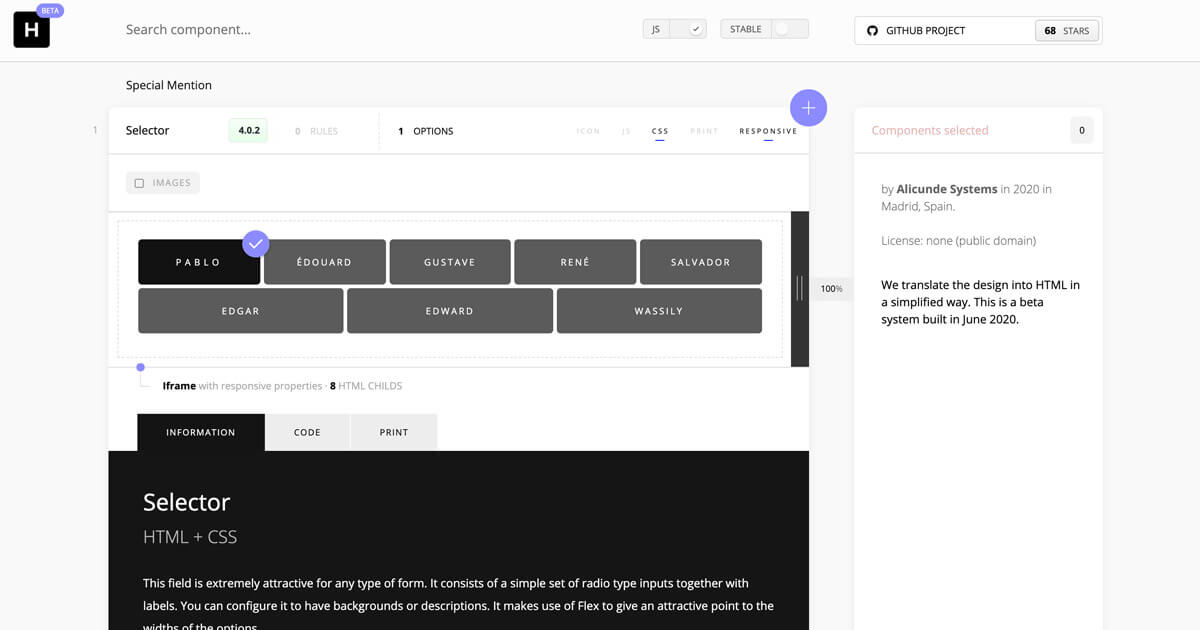 H
BETA
Search component...
JS
STABLE
GITHUB PROJECT
68 STARS
Special Mention
1
Selector
4.0.2
0 RULES
1 OPTIONS
ICON
JS
CSS
PRINT
RESPONSIVE
Components selected
0
IMAGES
PABLO
ÉDOUARD
GUSTAVE
RENÉ
SALVADOR
EDGAR
EDWARD
WASSILY
100%
by Alicunde Systems in 2020 in
Madrid, Spain.
License: none (public domain)
We translate the design into HTML in
a simplified way. This is a beta
system built in June 2020.
Iframe with responsive properties · 8 HTML CHILDS
INFORMATION
CODE
PRINT
Selector
HTML + CSS
This field is extremely attractive for any type of form. It consists of a simple set of radio type inputs together with
labels. You can configure it to have backgrounds or descriptions. It makes use of Flex to give an attractive point to the
widths of the options.